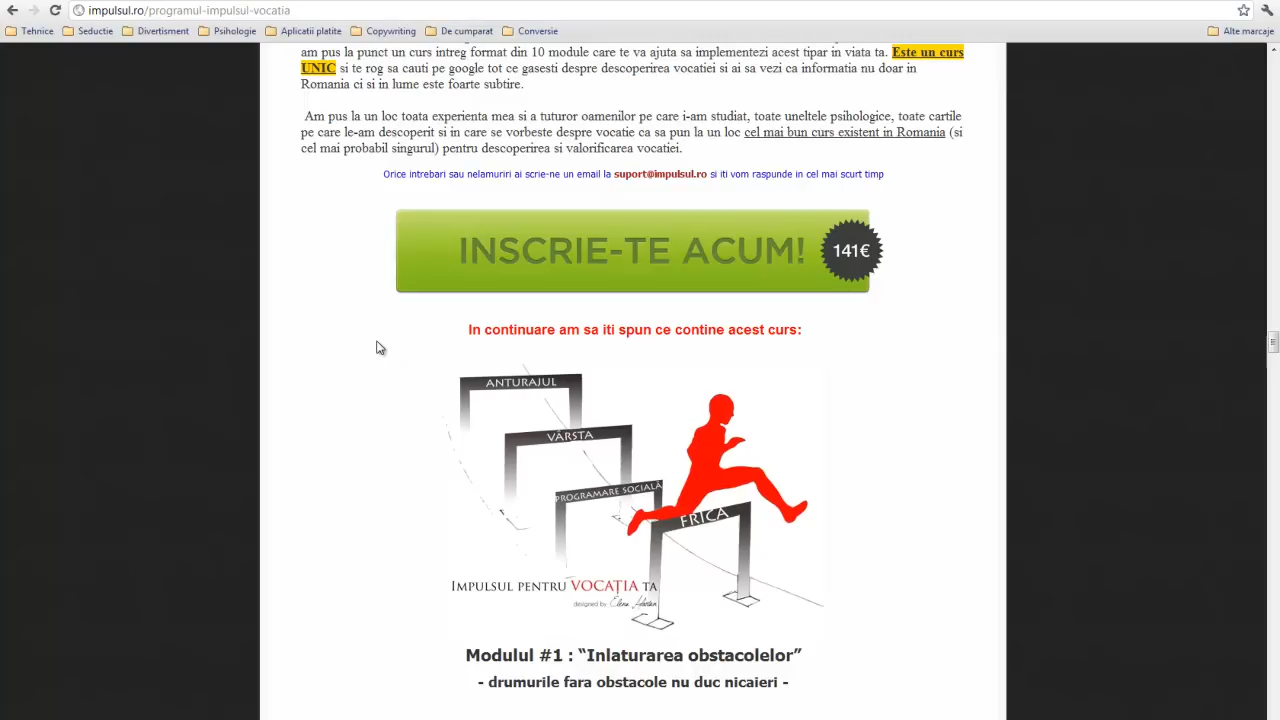 impulsul.ro/programul-impulsul-vocatia
Tehnice Seductie Divertisment Psihologie Aplicatii platite Copywriting De cumparat Conversie Alte marcaje
am pus la punct un curs intreg format din 10 module care te va ajuta sa implementezi acest tipar in viata ta. Este un curs
UNIC si te rog sa cauti pe google tot ce gasesti despre descoperirea vocatiei si ai sa vezi ca informatia nu doar in
Romania ci si in lume este foarte subtire.
Am pus la un loc toata experienta mea si a tuturor oamenilor pe care i-am studiat, toate uneltele psihologice, toate cartile
pe care le-am descoperit si in care se vorbeste despre vocatie ca sa pun la un loc cel mai bun curs existent in Romania (si
cel mai probabil singurul) pentru descoperirea si valorificarea vocatiei.
Orice intrebari sau nelamuriri ai scrie-ne un email la suport@impulsul.ro si iti vom raspunde in cel mai scurt timp
INSCRIE-TE ACUM! 141€
In continuare am sa iti spun ce contine acest curs:
ANTURAJUL
VÂRSTA
PROGRAMARE SOCIALĂ
FRICA
IMPULSUL PENTRU VOCAȚIA TA
designed by Elena
Modulul #1 : “Inlaturarea obstacolelor”
- drumurile fara obstacole nu duc nicaieri -